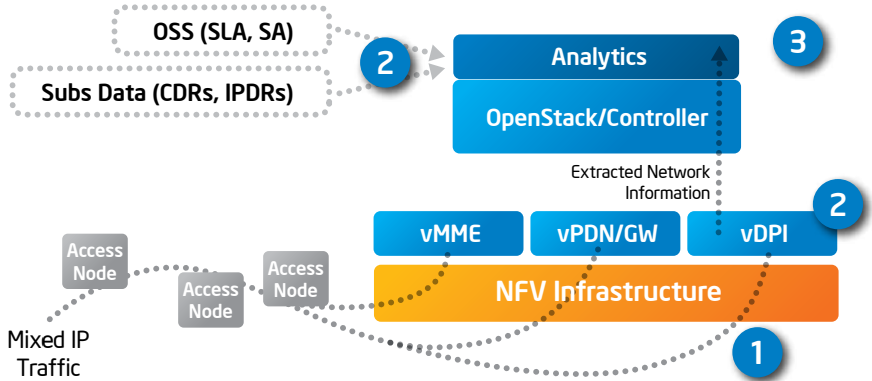 OSS (SLA, SA)
2
Subs Data (CDRs, IPDRs)
Analytics
3
OpenStack/Controller
Extracted Network
Information
2
vMME
vPDN/GW
vDPI
Access
Node
Access
Node
Access
Node
NFV Infrastructure
Mixed IP
Traffic
1